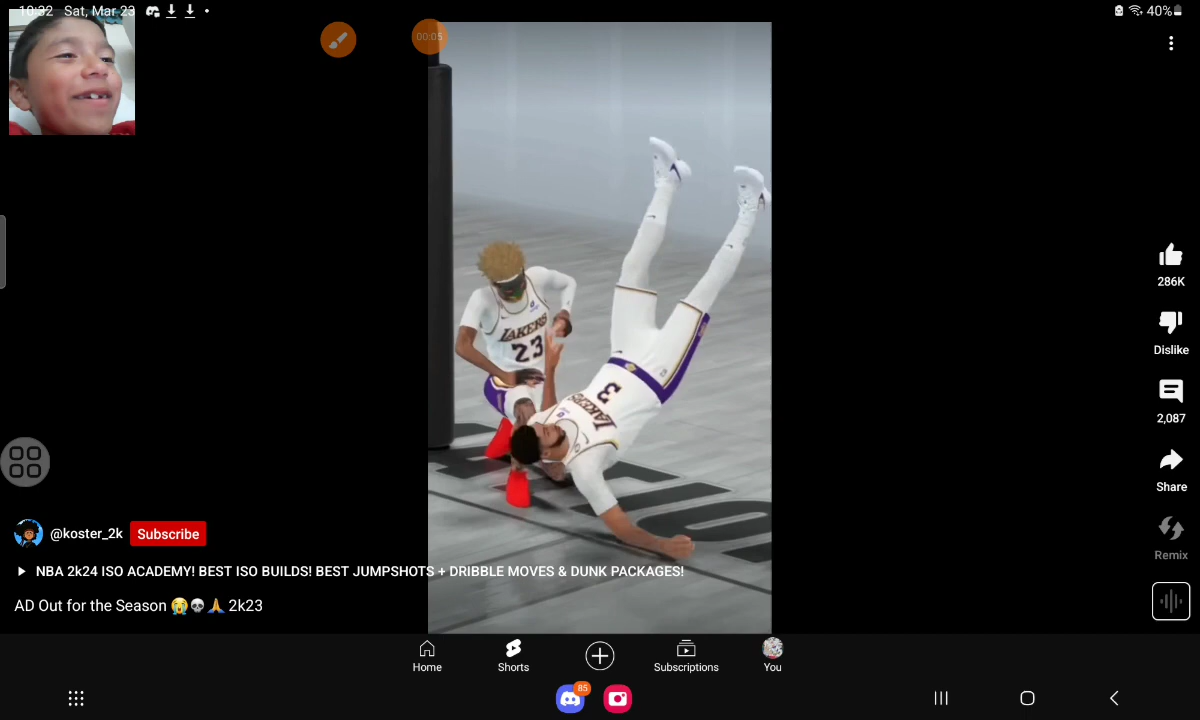 10:32 Sat, Mar 23
40%
00:05
LAKERS
23
3
LAKERS
286K
Dislike
2,087
Share
Remix
@koster_2k Subscribe
NBA 2k24 ISO ACADEMY! BEST ISO BUILDS! BEST JUMPSHOTS + DRIBBLE MOVES & DUNK PACKAGES!
AD Out for the Season 😭💀🙏 2k23
Home
Shorts
Subscriptions
You
85